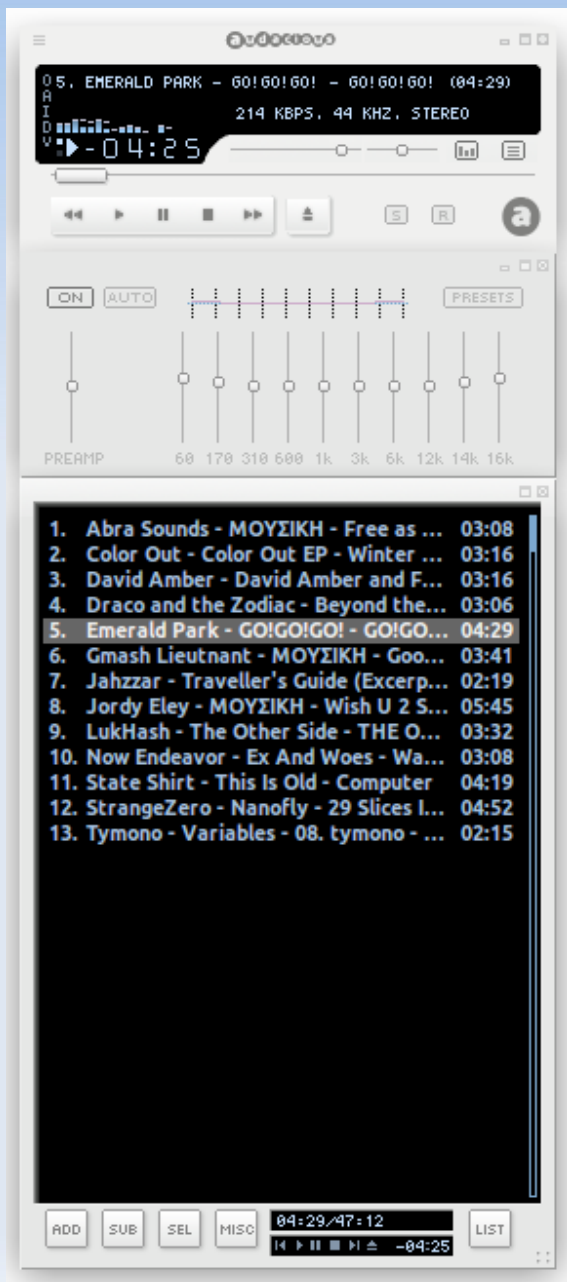 audacious
5. EMERALD PARK - GO!GO!GO! - GO!GO!GO! (04:29)
O
A
I
D
V
214 KBPS, 44 KHZ, STEREO
-04:25
S R a
ON AUTO PRESETS
PREAMP 60 170 310 600 1k 3k 6k 12k 14k 16k
1. Abra Sounds - ΜΟΥΣΙΚΗ - Free as ... 03:08
2. Color Out - Color Out EP - Winter ... 03:16
3. David Amber - David Amber and F... 03:16
4. Draco and the Zodiac - Beyond the... 03:06
5. Emerald Park - GO!GO!GO! - GO!GO... 04:29
6. Gmash Lieutnant - ΜΟΥΣΙΚΗ - Goo... 03:41
7. Jahzzar - Traveller's Guide (Excerp... 02:19
8. Jordy Eley - ΜΟΥΣΙΚΗ - Wish U 2 S... 05:45
9. LukHash - The Other Side - THE O... 03:32
10. Now Endeavor - Ex And Woes - Wa... 03:08
11. State Shirt - This Is Old - Computer 04:19
12. StrangeZero - Nanofly - 29 Slices I... 04:52
13. Tymono - Variables - 08. tymono - ... 02:15
ADD SUB SEL MISC 04:29/47:12 LIST
-04:25